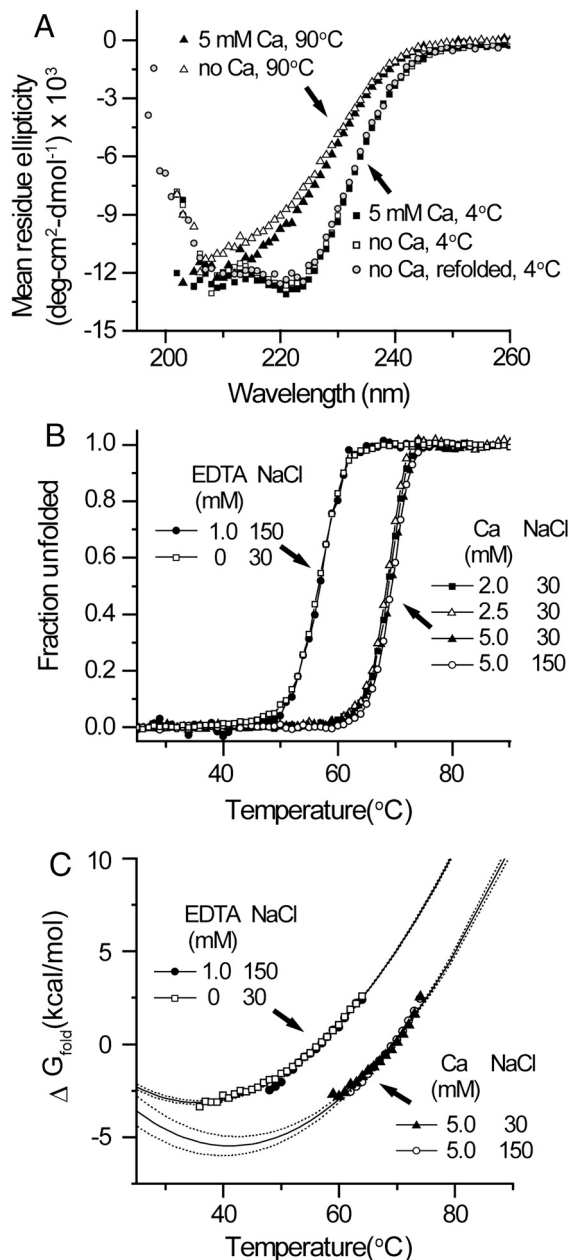 A
0
-3
-6
-9
-12
-15
Mean residue ellipticity
(deg-cm²-dmol⁻¹) x 10³
5 mM Ca, 90°C
no Ca, 90°C
5 mM Ca, 4°C
no Ca, 4°C
no Ca, refolded, 4°C
200 220 240 260
Wavelength (nm)
B
1.0
0.8
0.6
0.4
0.2
0.0
Fraction unfolded
EDTA NaCl
(mM)
1.0 150
0 30
Ca NaCl
(mM)
2.0 30
2.5 30
5.0 30
5.0 150
40 60 80
Temperature(°C)
C
10
5
0
-5
Δ G fold (kcal/mol)
EDTA NaCl
(mM)
1.0 150
0 30
Ca NaCl
(mM)
5.0 30
5.0 150
40 60 80
Temperature(°C)